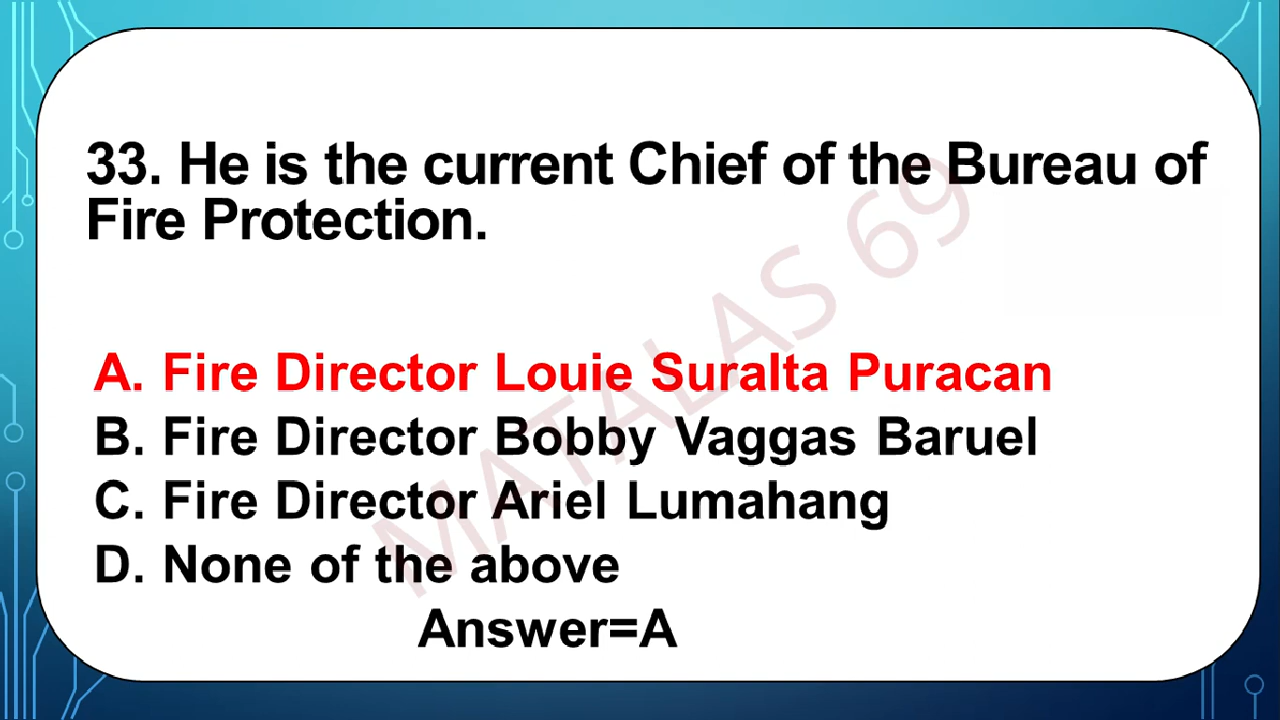 33. He is the current Chief of the Bureau of
Fire Protection.
A. Fire Director Louie Suralta Puracan
B. Fire Director Bobby Vaggas Baruel
C. Fire Director Ariel Lumahang
D. None of the above
Answer=A
MATALAS 69